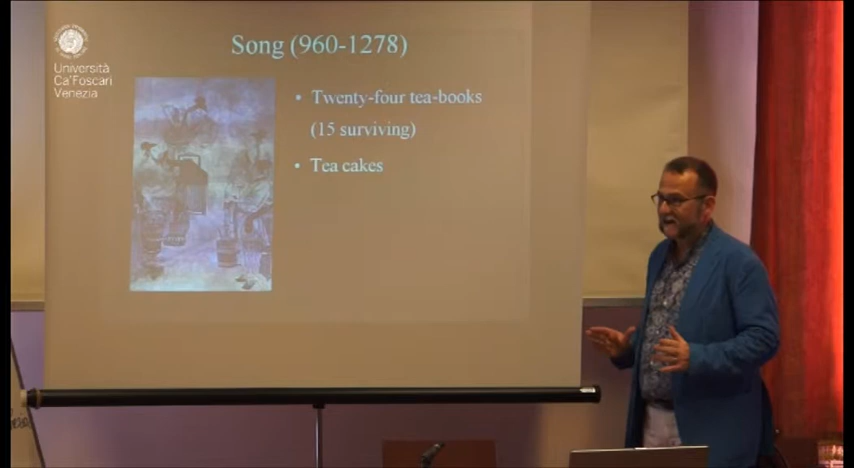 Università
Ca'Foscari
Venezia
Song (960-1278)
• Twenty-four tea-books
(15 surviving)
• Tea cakes